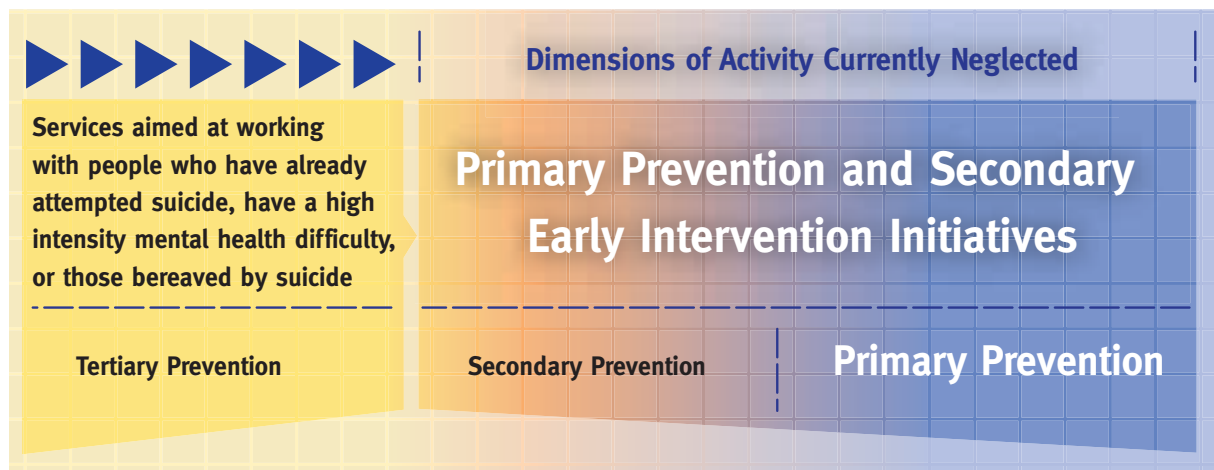 Dimensions of Activity Currently Neglected
Services aimed at working
with people who have already
attempted suicide, have a high
intensity mental health difficulty,
or those bereaved by suicide
Primary Prevention and Secondary
Early Intervention Initiatives
Tertiary Prevention
Secondary Prevention
Primary Prevention